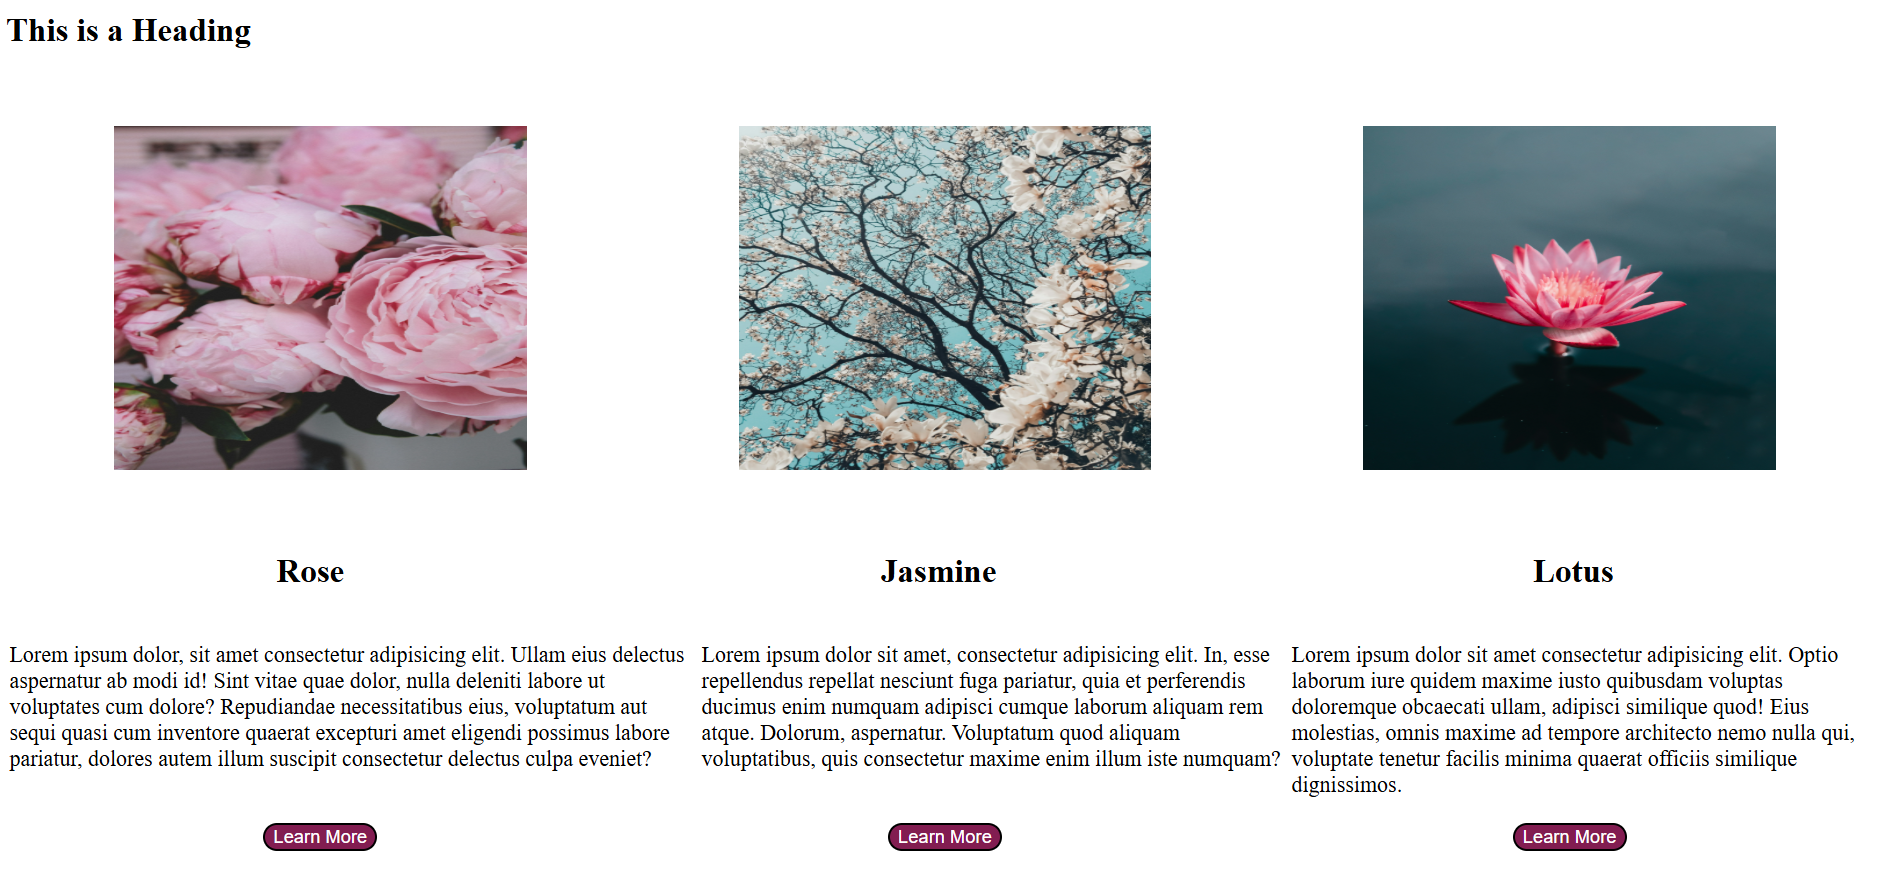 This is a Heading
Rose
Jasmine
Lotus
Lorem ipsum dolor, sit amet consectetur adipisicing elit. Ullam eius delectus
aspernatur ab modi id! Sint vitae quae dolor, nulla deleniti labore ut
voluptates cum dolore? Repudiandae necessitatibus eius, voluptatum aut
sequi quasi cum inventore quaerat excepturi amet eligendi possimus labore
pariatur, dolores autem illum suscipit consectetur delectus culpa eveniet?
Lorem ipsum dolor sit amet, consectetur adipisicing elit. In, esse
repellendus repellat nesciunt fuga pariatur, quia et perferendis
ducimus enim numquam adipisci cumque laborum aliquam rem
atque. Dolorum, aspernatur. Voluptatum quod aliquam
voluptatibus, quis consectetur maxime enim illum iste numquam?
Lorem ipsum dolor sit amet consectetur adipisicing elit. Optio
laborum iure quidem maxime iusto quibusdam voluptas
doloremque obcaecati ullam, adipisci similique quod! Eius
molestias, omnis maxime ad tempore architecto nemo nulla qui,
voluptate tenetur facilis minima quaerat officiis similique
dignissimos.
Learn More
Learn More
Learn More